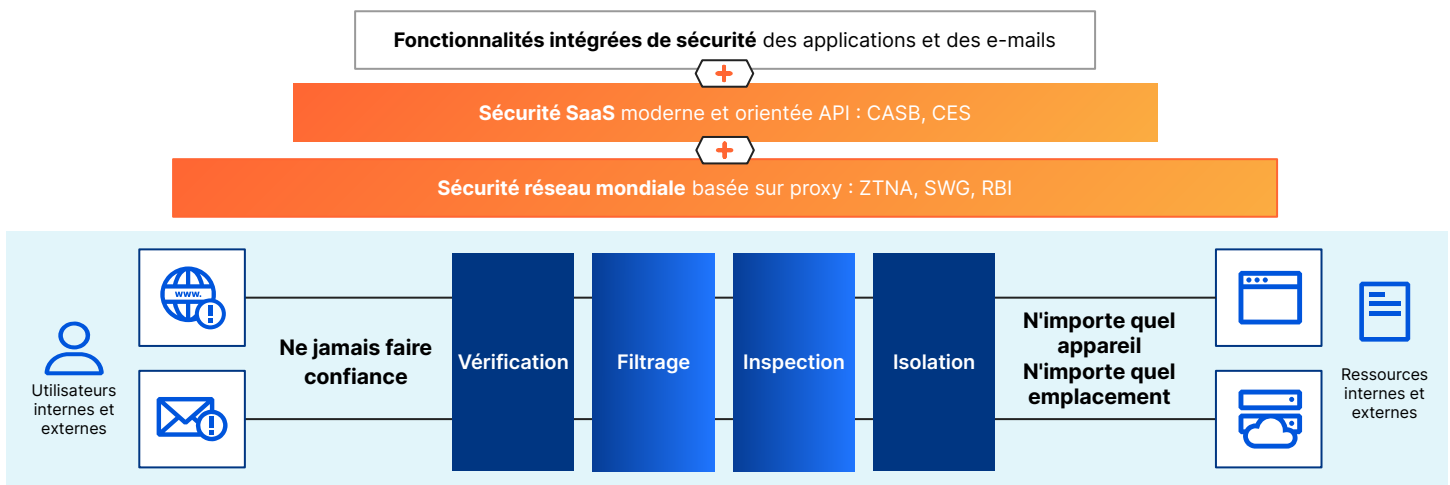 Fonctionnalités intégrées de sécurité des applications et des e-mails
Sécurité SaaS moderne et orientée API : CASB, CES
Sécurité réseau mondiale basée sur proxy : ZTNA, SWG, RBI
www.
Utilisateurs
internes et
externes
Ne jamais faire
confiance
Vérification
Filtrage
Inspection
Isolation
N'importe quel
appareil
N'importe quel
emplacement
Ressources
internes et
externes